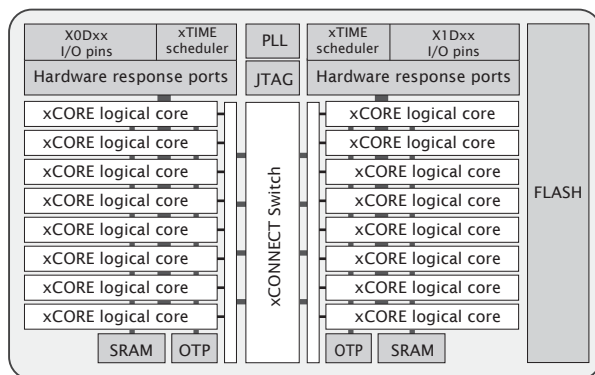 X0Dxx
I/O pins
xTIME
scheduler
PLL
xTIME
scheduler
X1Dxx
I/O pins
Hardware response ports
JTAG
Hardware response ports
xCORE logical core
xCORE logical core
xCORE logical core
xCORE logical core
xCORE logical core
xCORE logical core
xCORE logical core
xCORE logical core
xCONNECT Switch
xCORE logical core
xCORE logical core
xCORE logical core
xCORE logical core
xCORE logical core
xCORE logical core
xCORE logical core
xCORE logical core
FLASH
SRAM
OTP
OTP
SRAM